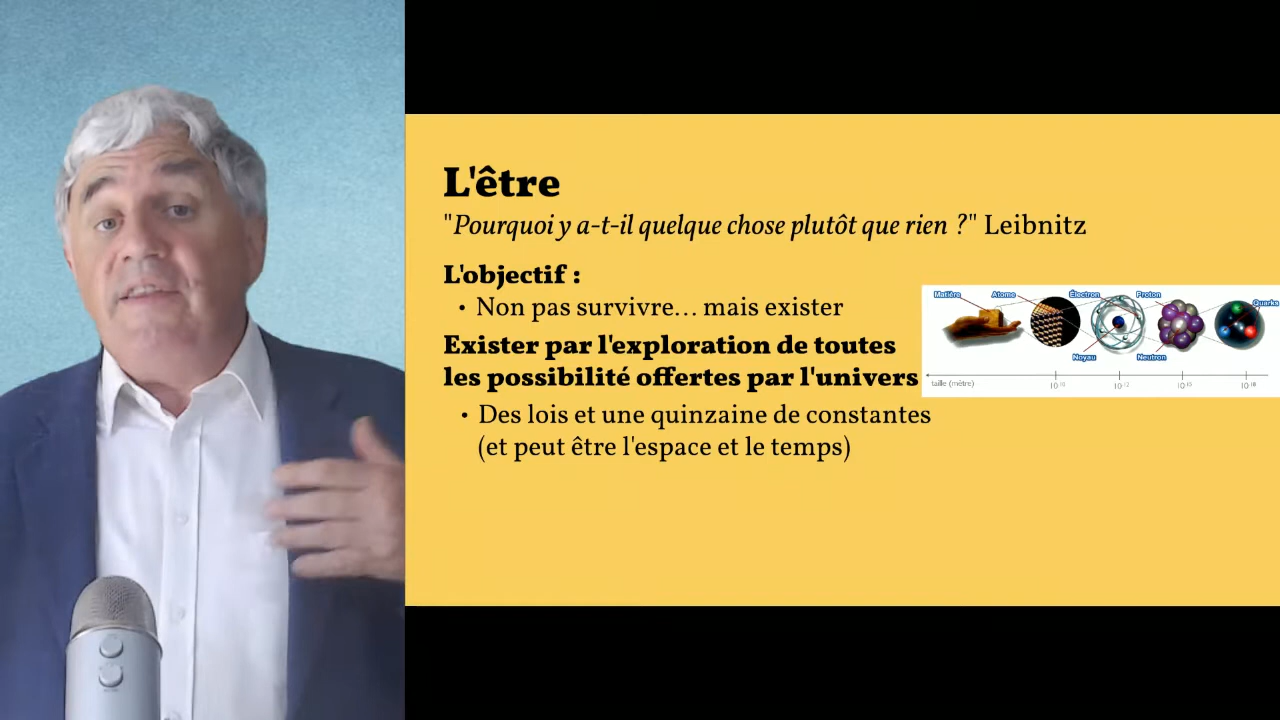 L'être
"Pourquoi y a-t-il quelque chose plutôt que rien ?" Leibnitz
L'objectif :
• Non pas survivre... mais exister
Exister par l'exploration de toutes
les possibilité offertes par l'univers
• Des lois et une quinzaine de constantes
(et peut être l'espace et le temps)
Matière Atome Électron Proton Quarks
Noyau Neutron
taille (mètre)